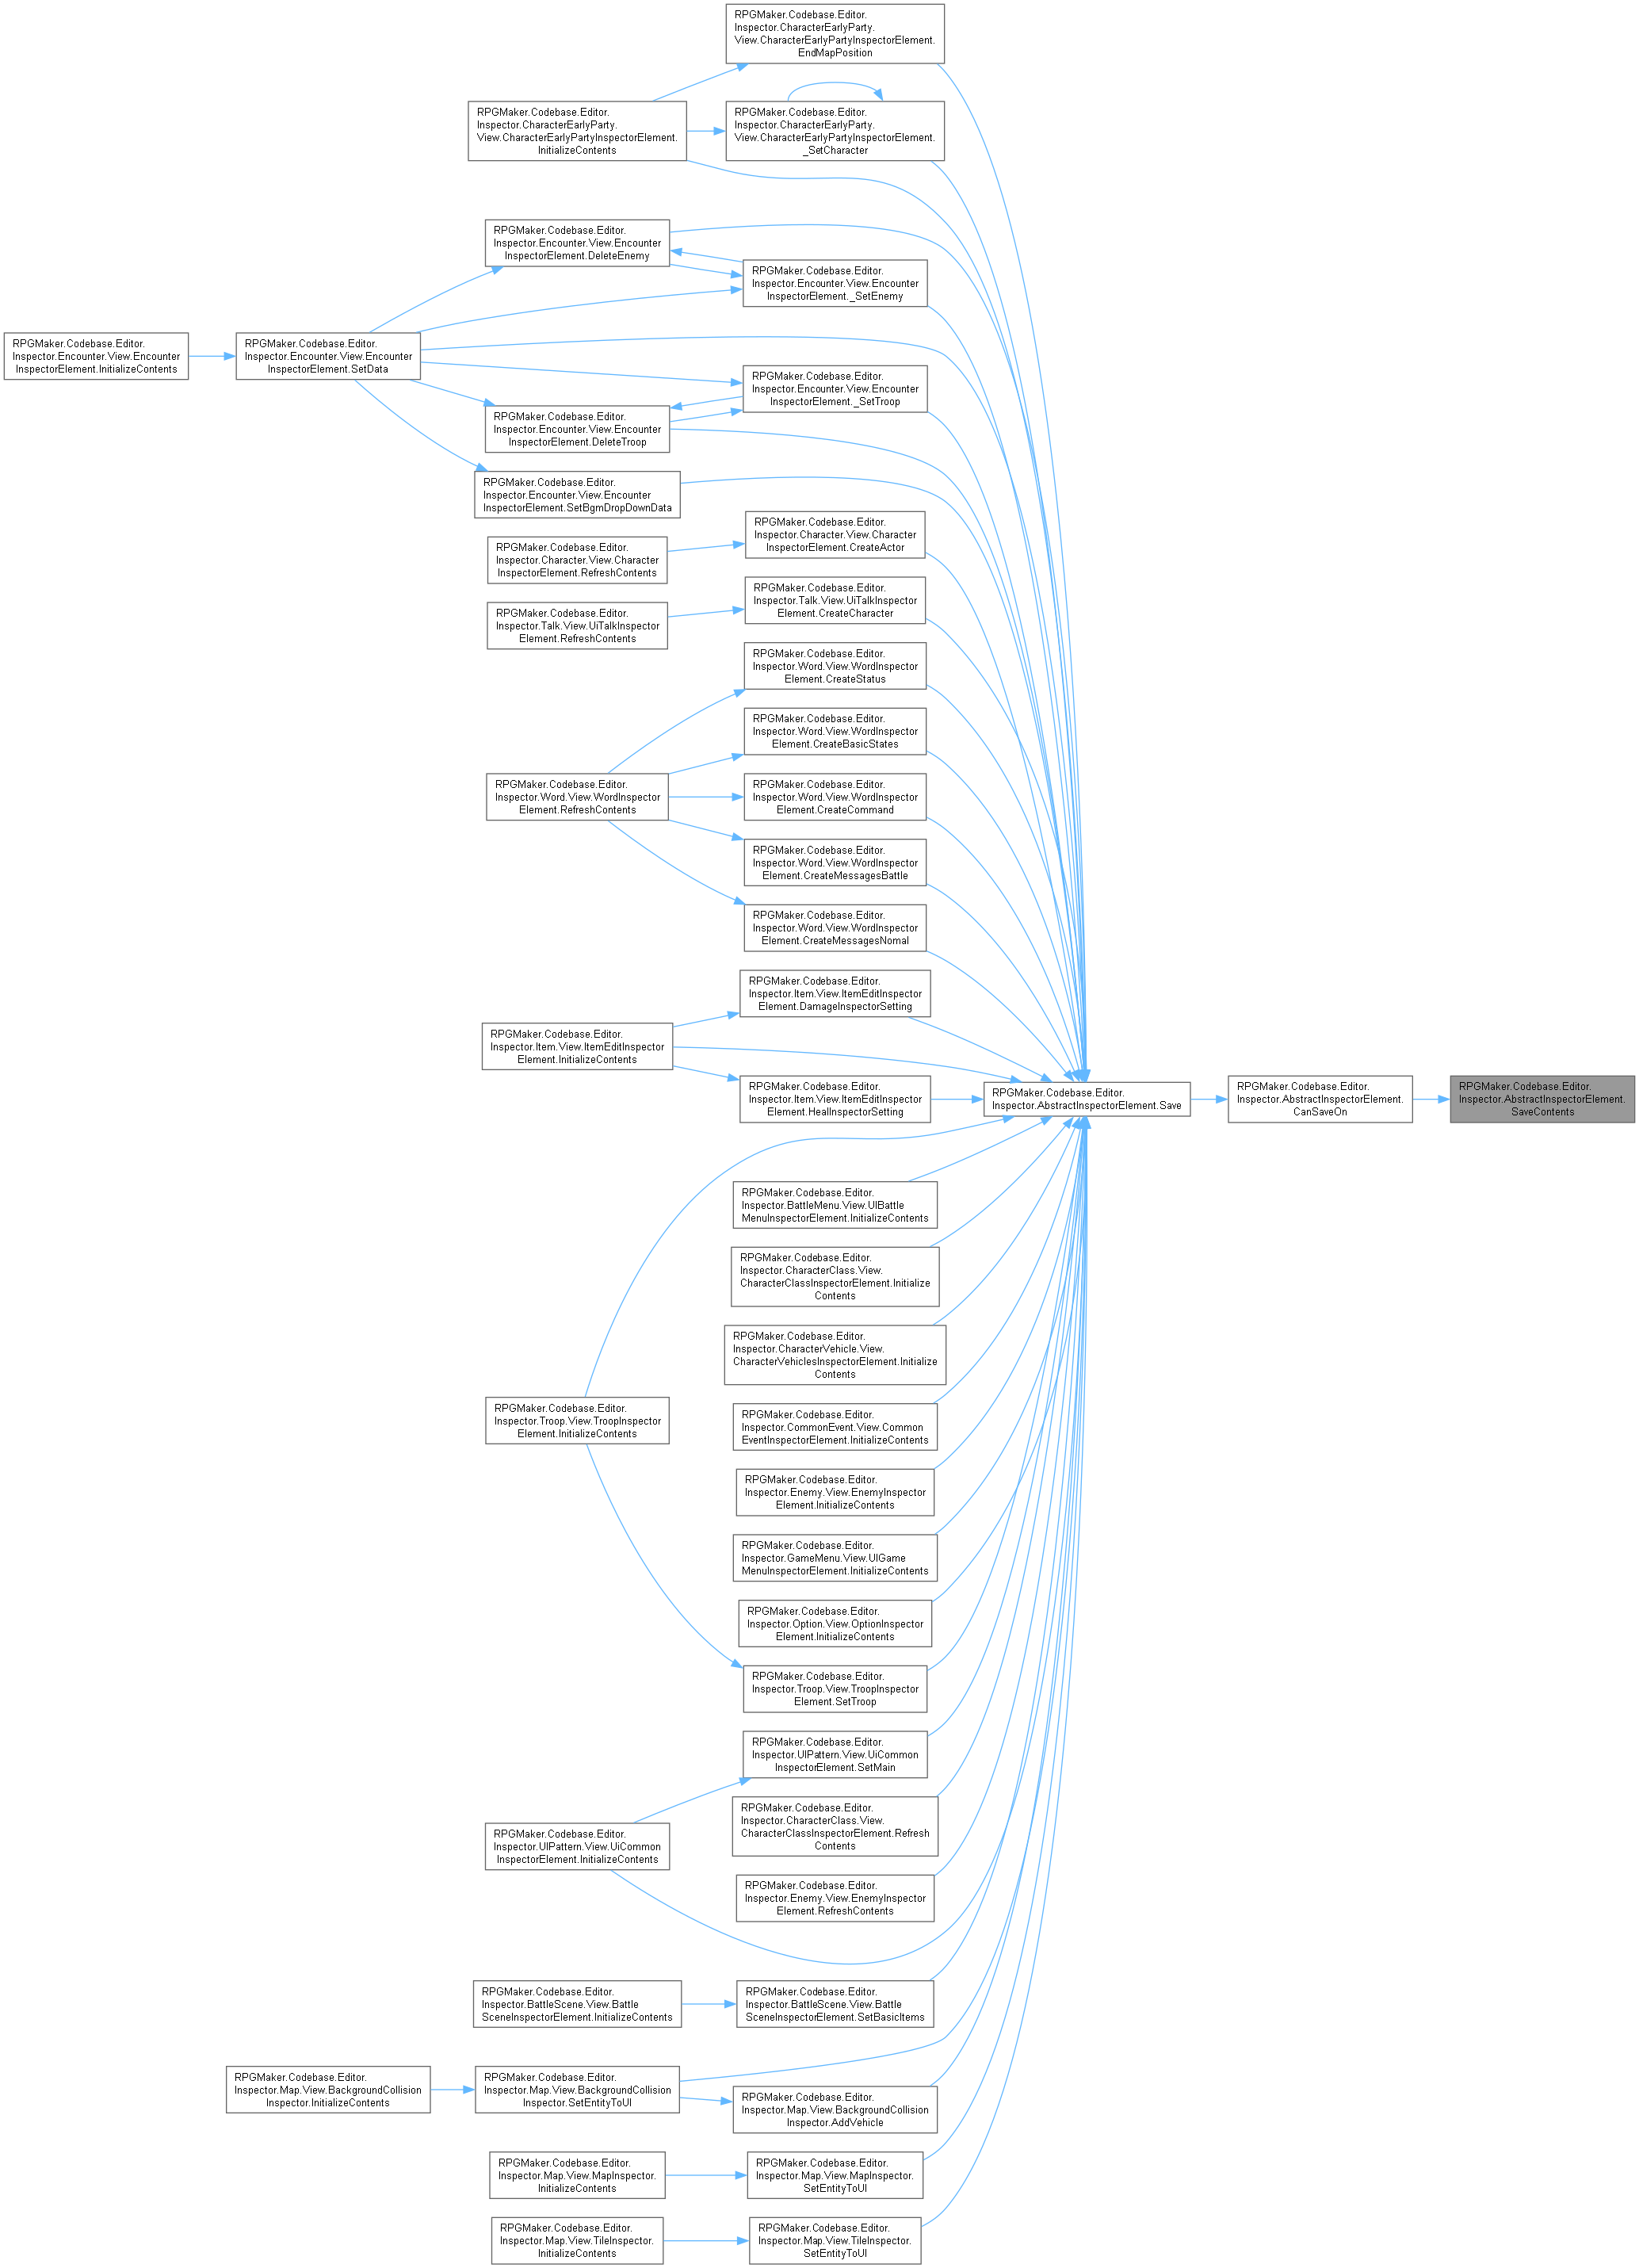 RPGMaker.Codebase.Editor.
Inspector.CharacterEarlyParty.
View.CharacterEarlyPartyInspectorElement.
EndMapPosition
RPGMaker.Codebase.Editor.
Inspector.CharacterEarlyParty.
View.CharacterEarlyPartyInspectorElement.
InitializeContents
RPGMaker.Codebase.Editor.
Inspector.CharacterEarlyParty.
View.CharacterEarlyPartyInspectorElement.
_SetCharacter
RPGMaker.Codebase.Editor.
Inspector.Encounter.View.Encounter
InspectorElement.DeleteEnemy
RPGMaker.Codebase.Editor.
Inspector.Encounter.View.Encounter
InspectorElement._SetEnemy
RPGMaker.Codebase.Editor.
Inspector.Encounter.View.Encounter
InspectorElement.InitializeContents
RPGMaker.Codebase.Editor.
Inspector.Encounter.View.Encounter
InspectorElement.SetData
RPGMaker.Codebase.Editor.
Inspector.Encounter.View.Encounter
InspectorElement._SetTroop
RPGMaker.Codebase.Editor.
Inspector.Encounter.View.Encounter
InspectorElement.DeleteTroop
RPGMaker.Codebase.Editor.
Inspector.Encounter.View.Encounter
InspectorElement.SetBgmDropDownData
RPGMaker.Codebase.Editor.
Inspector.Character.View.Character
InspectorElement.CreateActor
RPGMaker.Codebase.Editor.
Inspector.Character.View.Character
InspectorElement.RefreshContents
RPGMaker.Codebase.Editor.
Inspector.Talk.View.UiTalkInspector
Element.CreateCharacter
RPGMaker.Codebase.Editor.
Inspector.Talk.View.UiTalkInspector
Element.RefreshContents
RPGMaker.Codebase.Editor.
Inspector.Word.View.WordInspector
Element.CreateStatus
RPGMaker.Codebase.Editor.
Inspector.Word.View.WordInspector
Element.CreateBasicStates
RPGMaker.Codebase.Editor.
Inspector.Word.View.WordInspector
Element.RefreshContents
RPGMaker.Codebase.Editor.
Inspector.Word.View.WordInspector
Element.CreateCommand
RPGMaker.Codebase.Editor.
Inspector.Word.View.WordInspector
Element.CreateMessagesBattle
RPGMaker.Codebase.Editor.
Inspector.Word.View.WordInspector
Element.CreateMessagesNomal
RPGMaker.Codebase.Editor.
Inspector.Item.View.ItemEditInspector
Element.DamageInspectorSetting
RPGMaker.Codebase.Editor.
Inspector.Item.View.ItemEditInspector
Element.InitializeContents
RPGMaker.Codebase.Editor.
Inspector.Item.View.ItemEditInspector
Element.HealInspectorSetting
RPGMaker.Codebase.Editor.
Inspector.AbstractInspectorElement.Save
RPGMaker.Codebase.Editor.
Inspector.AbstractInspectorElement.
CanSaveOn
RPGMaker.Codebase.Editor.
Inspector.AbstractInspectorElement.
SaveContents
RPGMaker.Codebase.Editor.
Inspector.BattleMenu.View.UIBattle
MenuInspectorElement.InitializeContents
RPGMaker.Codebase.Editor.
Inspector.CharacterClass.View.
CharacterClassInspectorElement.Initialize
Contents
RPGMaker.Codebase.Editor.
Inspector.CharacterVehicle.View.
CharacterVehiclesInspectorElement.Initialize
Contents
RPGMaker.Codebase.Editor.
Inspector.Troop.View.TroopInspector
Element.InitializeContents
RPGMaker.Codebase.Editor.
Inspector.CommonEvent.View.Common
EventInspectorElement.InitializeContents
RPGMaker.Codebase.Editor.
Inspector.Enemy.View.EnemyInspector
Element.InitializeContents
RPGMaker.Codebase.Editor.
Inspector.GameMenu.View.UIGame
MenuInspectorElement.InitializeContents
RPGMaker.Codebase.Editor.
Inspector.Option.View.OptionInspector
Element.InitializeContents
RPGMaker.Codebase.Editor.
Inspector.Troop.View.TroopInspector
Element.SetTroop
RPGMaker.Codebase.Editor.
Inspector.UIPattern.View.UiCommon
InspectorElement.SetMain
RPGMaker.Codebase.Editor.
Inspector.CharacterClass.View.
CharacterClassInspectorElement.Refresh
Contents
RPGMaker.Codebase.Editor.
Inspector.UIPattern.View.UiCommon
InspectorElement.InitializeContents
RPGMaker.Codebase.Editor.
Inspector.Enemy.View.EnemyInspector
Element.RefreshContents
RPGMaker.Codebase.Editor.
Inspector.BattleScene.View.Battle
SceneInspectorElement.InitializeContents
RPGMaker.Codebase.Editor.
Inspector.BattleScene.View.Battle
SceneInspectorElement.SetBasicItems
RPGMaker.Codebase.Editor.
Inspector.Map.View.BackgroundCollision
Inspector.InitializeContents
RPGMaker.Codebase.Editor.
Inspector.Map.View.BackgroundCollision
Inspector.SetEntityToUI
RPGMaker.Codebase.Editor.
Inspector.Map.View.BackgroundCollision
Inspector.AddVehicle
RPGMaker.Codebase.Editor.
Inspector.Map.View.MapInspector.
InitializeContents
RPGMaker.Codebase.Editor.
Inspector.Map.View.MapInspector.
SetEntityToUI
RPGMaker.Codebase.Editor.
Inspector.Map.View.TileInspector.
InitializeContents
RPGMaker.Codebase.Editor.
Inspector.Map.View.TileInspector.
SetEntityToUI